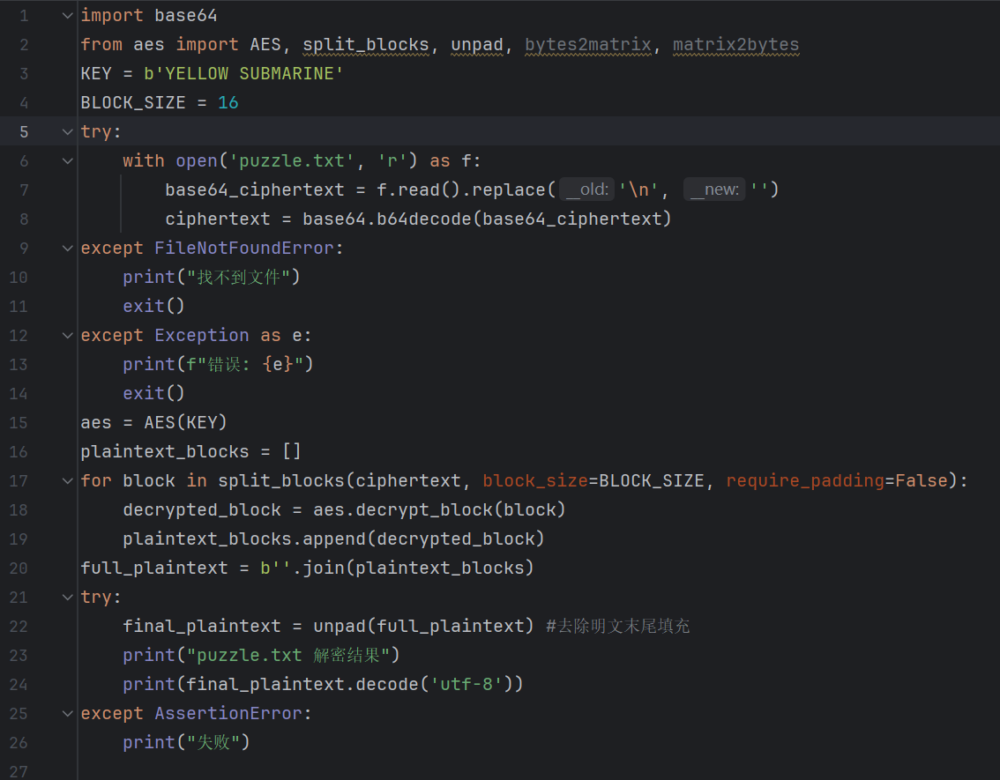 1 import base64
2 from aes import AES, split_blocks, unpad, bytes2matrix, matrix2bytes
3 KEY = b'YELLOW SUBMARINE'
4 BLOCK_SIZE = 16
5 try:
6     with open('puzzle.txt', 'r') as f:
7         base64_ciphertext = f.read().replace( __old: '\n', __new: '')
8         ciphertext = base64.b64decode(base64_ciphertext)
9 except FileNotFoundError:
10     print("找不到文件")
11     exit()
12 except Exception as e:
13     print(f"错误: {e}")
14     exit()
15 aes = AES(KEY)
16 plaintext_blocks = []
17 for block in split_blocks(ciphertext, block_size=BLOCK_SIZE, require_padding=False):
18     decrypted_block = aes.decrypt_block(block)
19     plaintext_blocks.append(decrypted_block)
20 full_plaintext = b''.join(plaintext_blocks)
21 try:
22     final_plaintext = unpad(full_plaintext) #去除明文末尾填充
23     print("puzzle.txt 解密结果")
24     print(final_plaintext.decode('utf-8'))
25 except AssertionError:
26     print("失败")
27